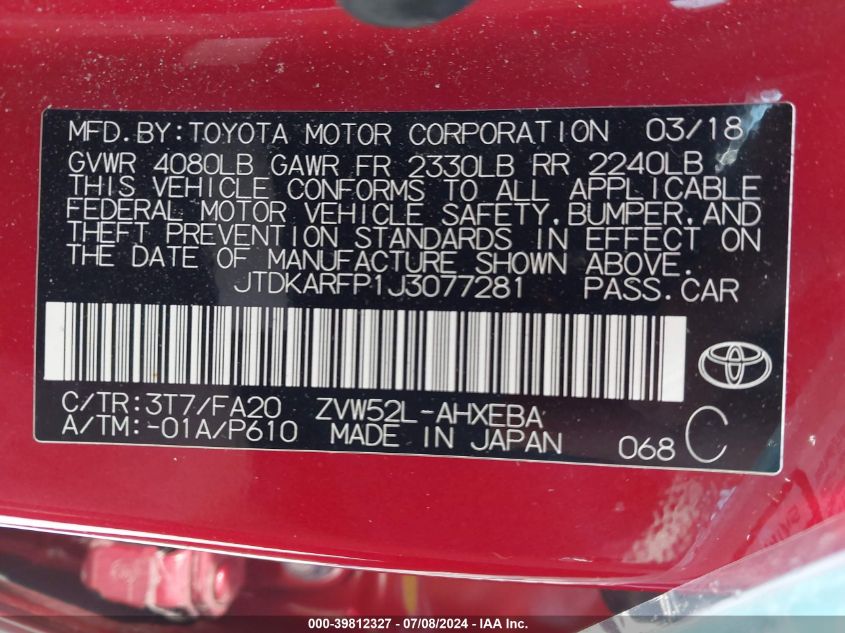 MFD.BY:TOYOTA MOTOR CORPORATION 03/18
GVWR 4080LB GAWR FR 2330LB RR 2240LB
THIS VEHICLE CONFORMS TO ALL APPLICABLE
FEDERAL MOTOR VEHICLE SAFETY,BUMPER,AND
THEFT PREVENTION STANDARDS IN EFFECT ON
THE DATE OF MANUFACTURE SHOWN ABOVE.
JTDKARFP1J3077281 PASS.CAR
C/TR:3T7/FA20 ZVW52L-AHXEBA
A/TM:-01A/P610 MADE IN JAPAN 068 C
000-39812327 - 07/08/2024 - IAA Inc.